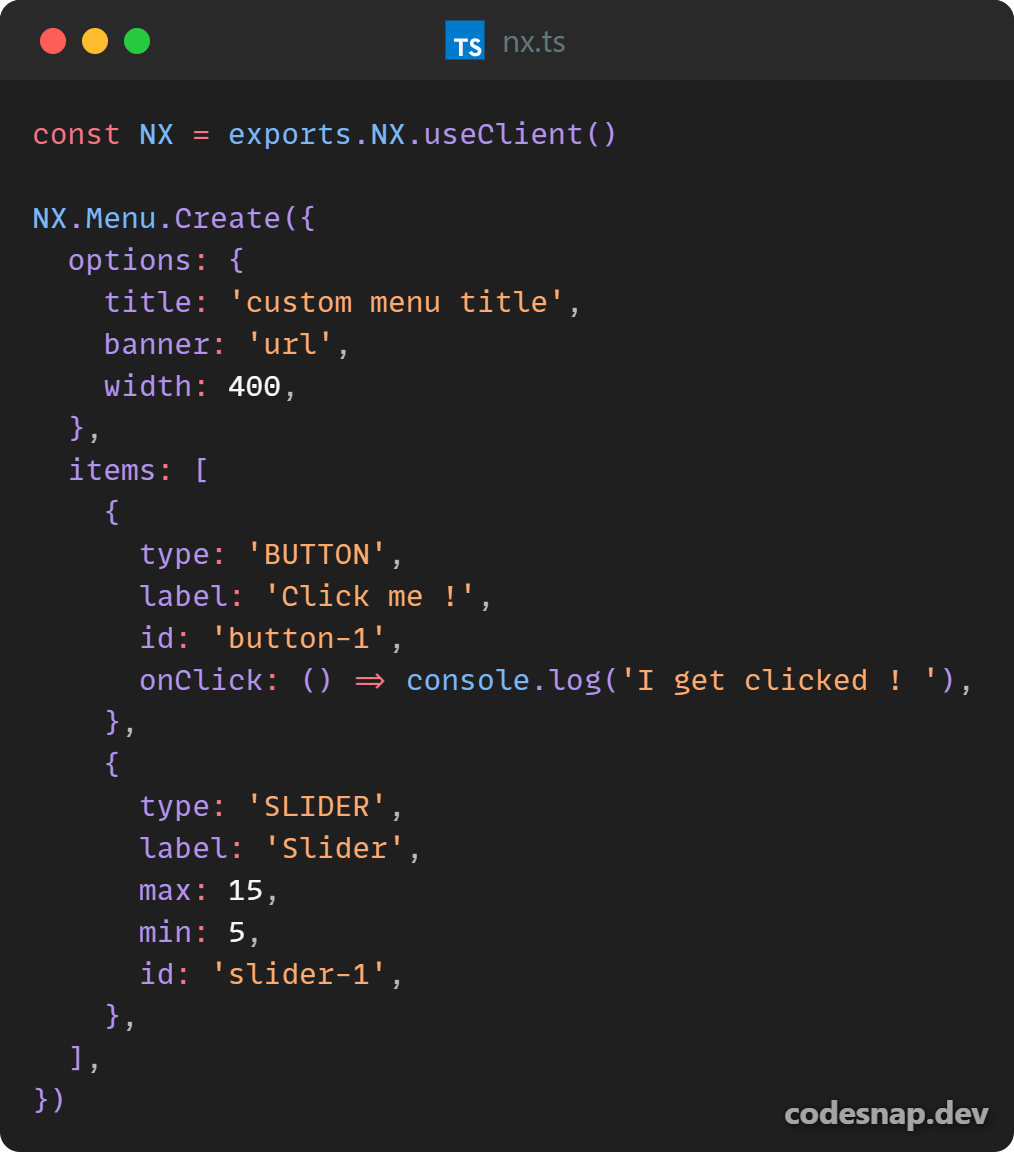 TS nx.ts
const NX = exports.NX.useClient()
NX.Menu.Create({
  options: {
    title: 'custom menu title',
    banner: 'url',
    width: 400,
  },
  items: [
    {
      type: 'BUTTON',
      label: 'Click me !',
      id: 'button-1',
      onClick: () => console.log('I get clicked ! '),
    },
    {
      type: 'SLIDER',
      label: 'Slider',
      max: 15,
      min: 5,
      id: 'slider-1',
    },
  ],
})
codesnap.dev